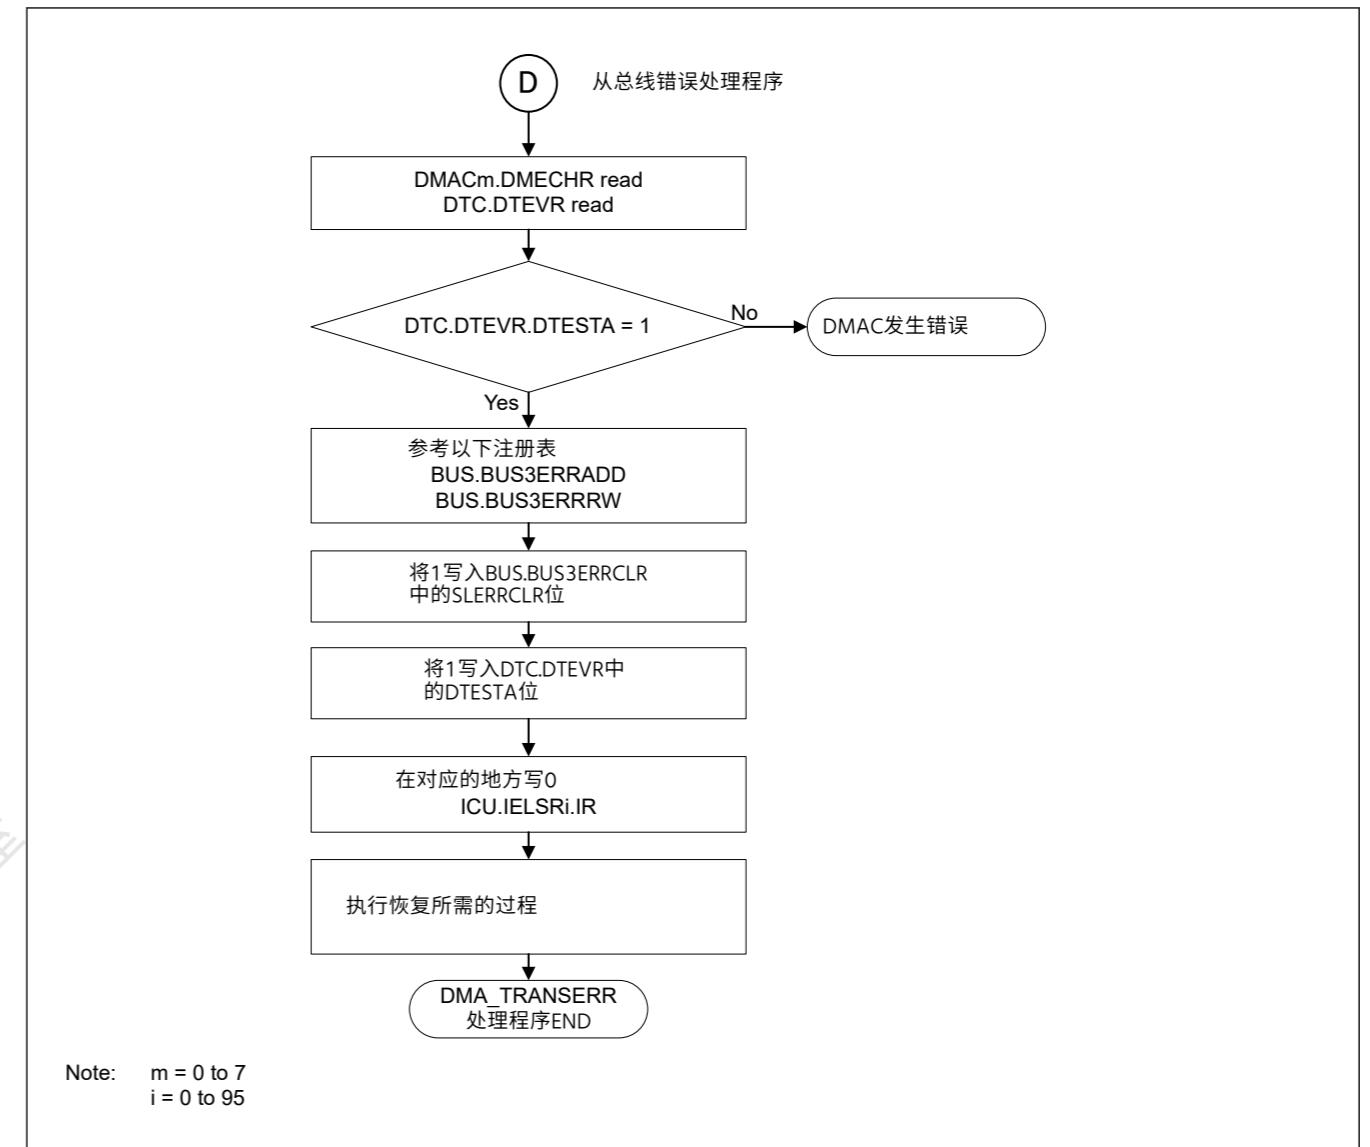 D
从总线错误处理程序
DMACm.DMECHR read
DTC.DTEVR read
DTC.DTEVR.DTESTA = 1
No
DMAC发生错误
Yes
参考以下注册表
BUS.BUS3ERRADD
BUS.BUS3ERRRW
将1写入BUS.BUS3ERRCLR
中的SLERRCLR位
将1写入DTC.DTEVR中
的DTESTA位
在对应的地方写0
ICU.IELSRi.IR
执行恢复所需的过程
DMA_TRANSERR
处理程序END
Note: m = 0 to 7
i = 0 to 95